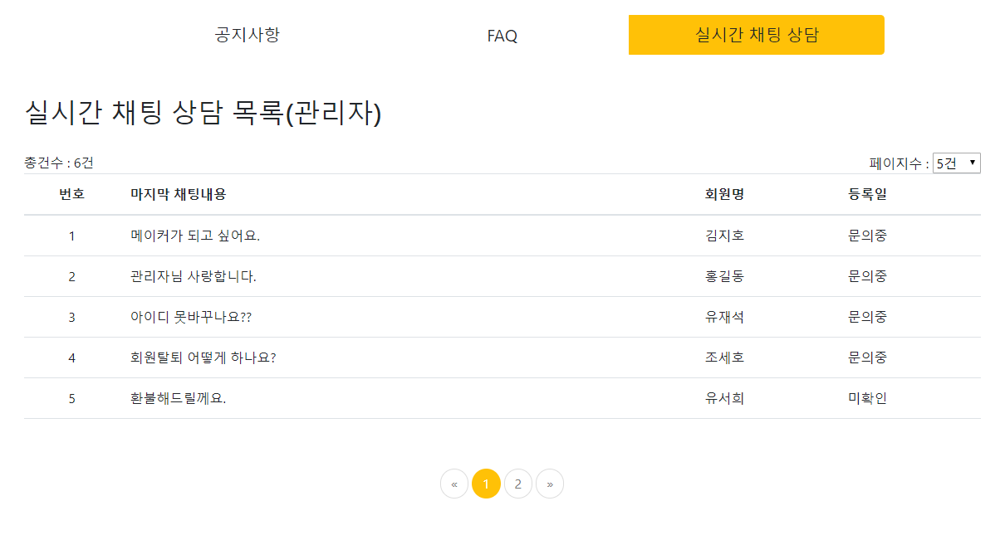 공지사항 FAQ 실시간 채팅 상담
실시간 채팅 상담 목록(관리자)
총건수 : 6건 페이지수 : 5건
번호 마지막 채팅내용 회원명 등록일
1 메이커가 되고 싶어요. 김지호 문의중
2 관리자님 사랑합니다. 홍길동 문의중
3 아이디 못바꾸나요?? 유재석 문의중
4 회원탈퇴 어떻게 하나요? 조세호 문의중
5 환불해드릴께요. 유서희 미확인
« 1 2 »